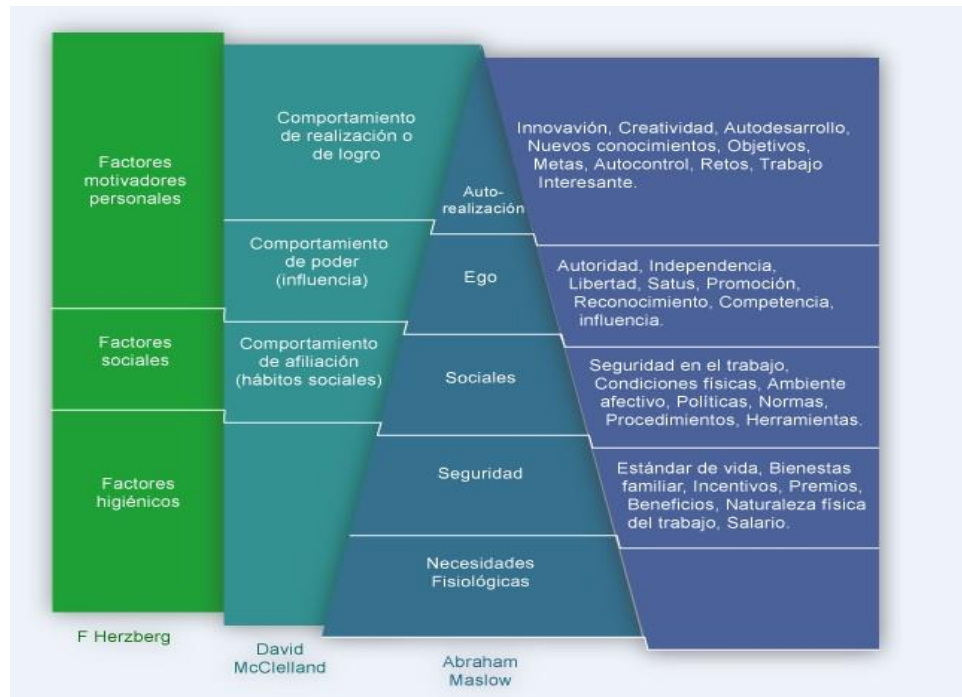 Factores
motivadores
personales
Factores
sociales
Factores
higiénicos
F Herzberg
Comportamiento
de realización o
de logro
Comportamiento
de poder
(influencia)
Comportamiento
de afiliación
(hábitos sociales)
David
McClelland
Auto-
realización
Ego
Sociales
Seguridad
Necesidades
Fisiológicas
Abraham
Maslow
Innovavión, Creatividad, Autodesarrollo,
Nuevos conocimientos, Objetivos,
Metas, Autocontrol, Retos, Trabajo
Interesante.
Autoridad, Independencia,
Libertad, Satus, Promoción,
Reconocimiento, Competencia,
influencia.
Seguridad en el trabajo,
Condiciones físicas, Ambiente
afectivo, Políticas, Normas,
Procedimientos, Herramientas.
Estándar de vida, Bienestas
familiar, Incentivos, Premios,
Beneficios, Naturaleza física
del trabajo, Salario.